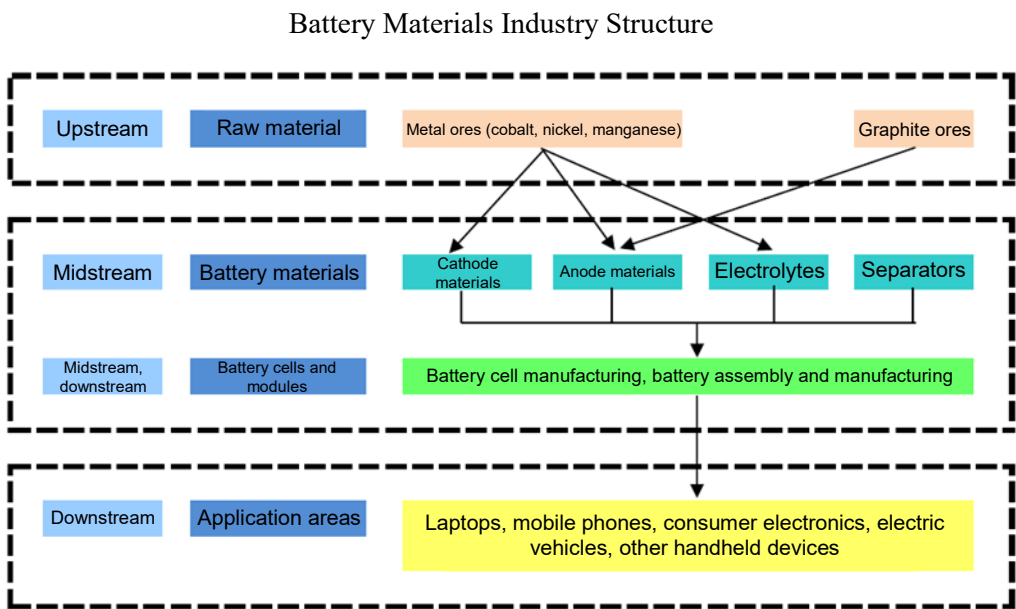 Battery Materials Industry Structure
Upstream
Raw material
Metal ores (cobalt, nickel, manganese)
Graphite ores
Midstream
Battery materials
Cathode
materials
Anode materials
Electrolytes
Separators
Midstream,
downstream
Battery cells and
modules
Battery cell manufacturing, battery assembly and manufacturing
Downstream
Application areas
Laptops, mobile phones, consumer electronics, electric
vehicles, other handheld devices